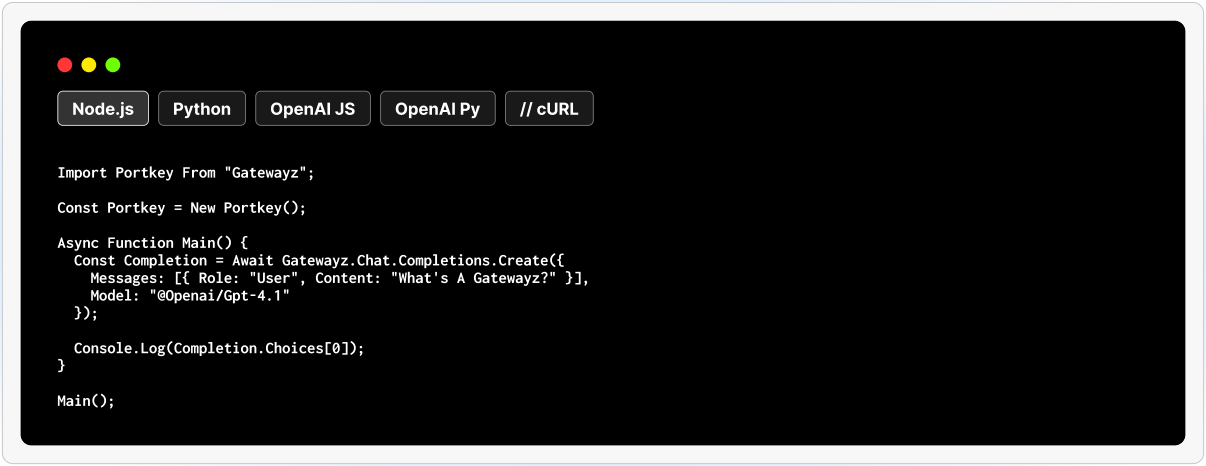 Node.js
Python
OpenAI JS
OpenAI Py
// cURL
Import Portkey From "Gatewayz";
Const Portkey = New Portkey();
Async Function Main() {
  Const Completion = Await Gatewayz.Chat.Completions.Create({
    Messages: [{ Role: "User", Content: "What's A Gatewayz?" }],
    Model: "@Openai/Gpt-4.1"
  });
  Console.Log(Completion.Choices[0]);
}
Main();